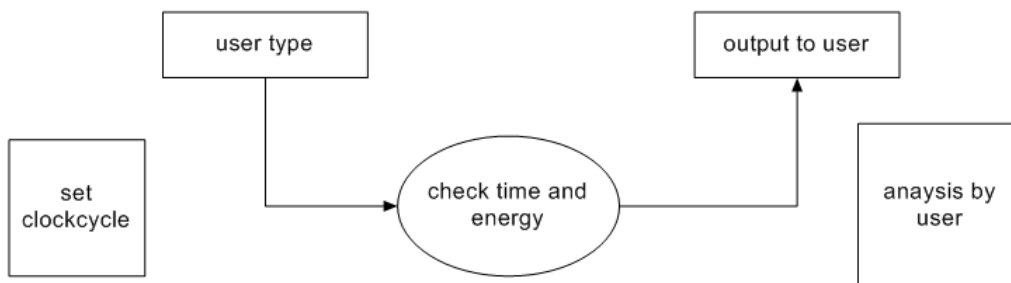 user type
output to user
set
clockcycle
check time and
energy
anaysis by
user